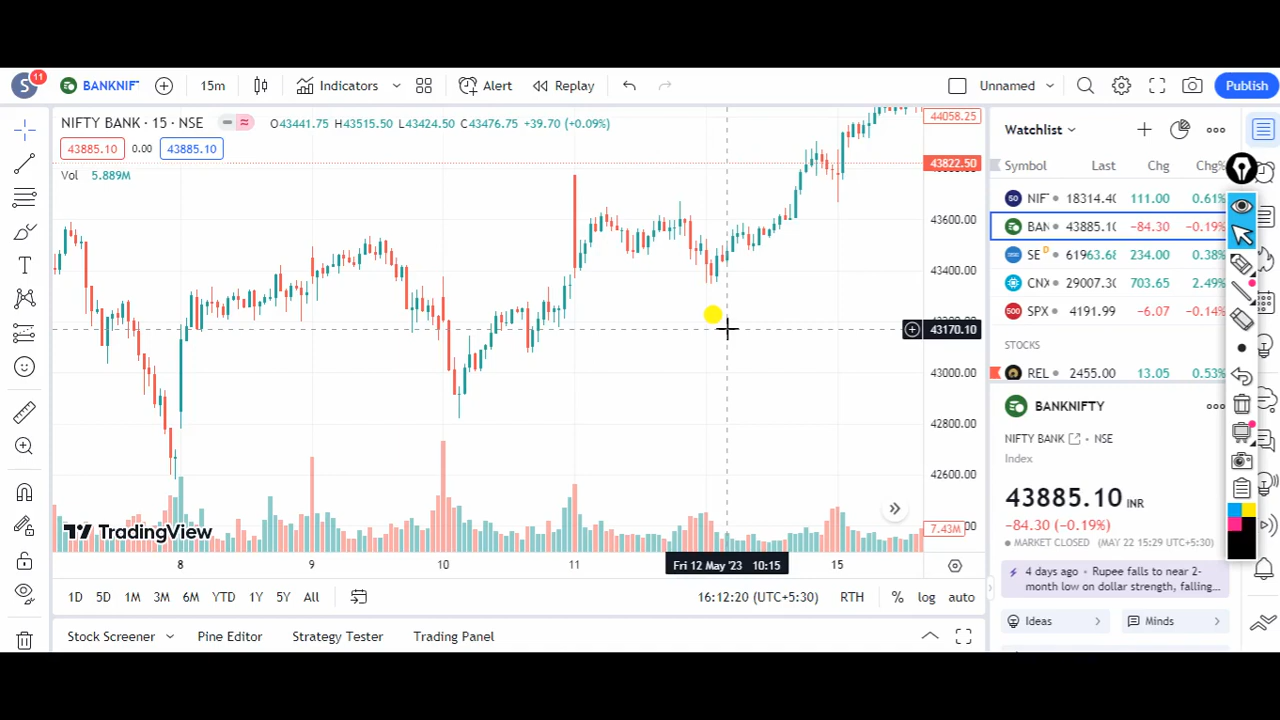 S 11 BANKNIF 15m Indicators Alert Replay Unnamed Publish
NIFTY BANK · 15 · NSE O43441.75 H43515.50 L43424.50 C43476.75 +39.70 (+0.09%)
43885.10 0.00 43885.10
Vol 5.889M
44058.25
43822.50
43600.00
43400.00
43170.10
43000.00
42800.00
42600.00
7.43M
TradingView
8 9 10 11 Fri 12 May '23 10:15 15
1D 5D 1M 3M 6M YTD 1Y 5Y All 16:12:20 (UTC+5:30) RTH % log auto
Stock Screener Pine Editor Strategy Tester Trading Panel
Watchlist
Symbol Last Chg Chg%
50 NIF 18314.4 111.00 0.61%
BAN 43885.1 -84.30 -0.19%
SE D 61963.68 234.00 0.38%
CNX 29007.30 703.65 2.49%
500 SPX 4191.99 -6.07 -0.14%
STOCKS
REL 2455.00 13.05 0.53%
BANKNIFTY
NIFTY BANK · NSE
Index
43885.10 INR
-84.30 (-0.19%)
MARKET CLOSED (MAY 22 15:29 UTC+5:30)
4 days ago · Rupee falls to near 2-
month low on dollar strength, falling...
Ideas Minds